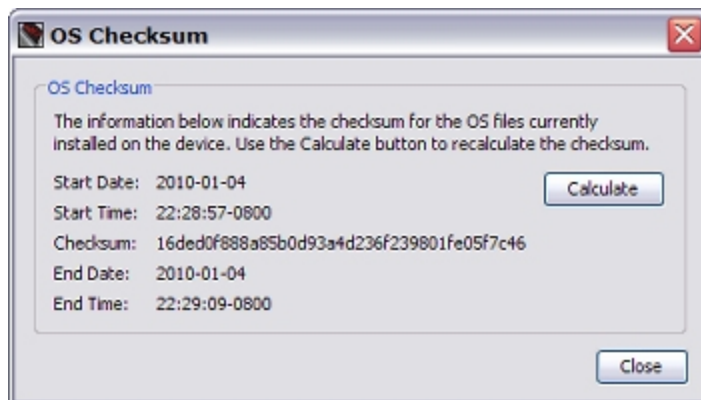 OS Checksum
OS Checksum
The information below indicates the checksum for the OS files currently
installed on the device. Use the Calculate button to recalculate the checksum.
Start Date: 2010-01-04
Calculate
Start Time: 22:28:57-0800
Checksum: 16ded0f888a85b0d93a4d236f239801fe05f7c46
End Date: 2010-01-04
End Time: 22:29:09-0800
Close